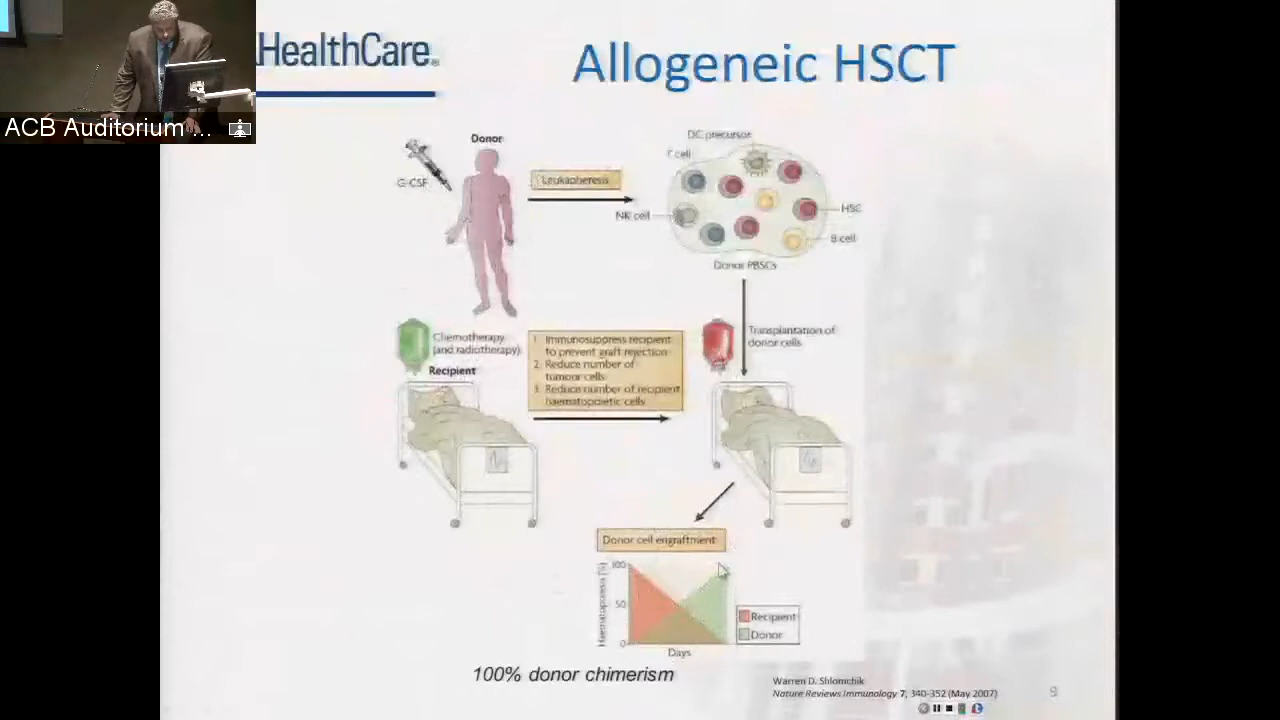 HealthCare®
Allogeneic HSCT
ACB Auditorium ...
Donor
G-CSF
Leukapheresis
DC precursor
T cell
NK cell
HSC
B cell
Donor PBSCs
Chemotherapy
(and radiotherapy)
Recipient
1. Immunosuppress recipient
to prevent graft rejection
2. Reduce number of
tumour cells
3. Reduce number of recipient
haematopoietic cells
Transplantation of
donor cells
Donor cell engraftment
Haematopoiesis (%)
100
50
0
Days
Recipient
Donor
100% donor chimerism
Warren D. Shlomchik
Nature Reviews Immunology 7, 340-352 (May 2007)
9